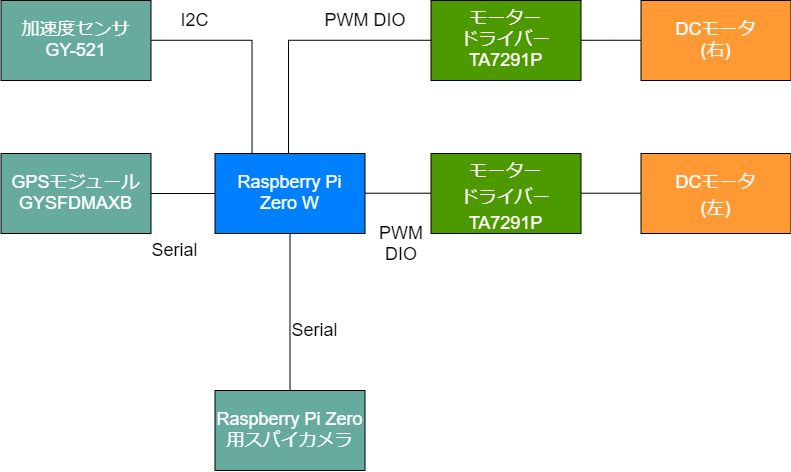 加速度センサ
GY-521
I2C
PWM DIO
モーター
ドライバー
TA7291P
DCモータ
(右)
GPSモジュール
GYSFDMAXB
Serial
Raspberry Pi
Zero W
PWM
DIO
モーター
ドライバー
TA7291P
DCモータ
(左)
Serial
Raspberry Pi Zero
用スパイカメラ